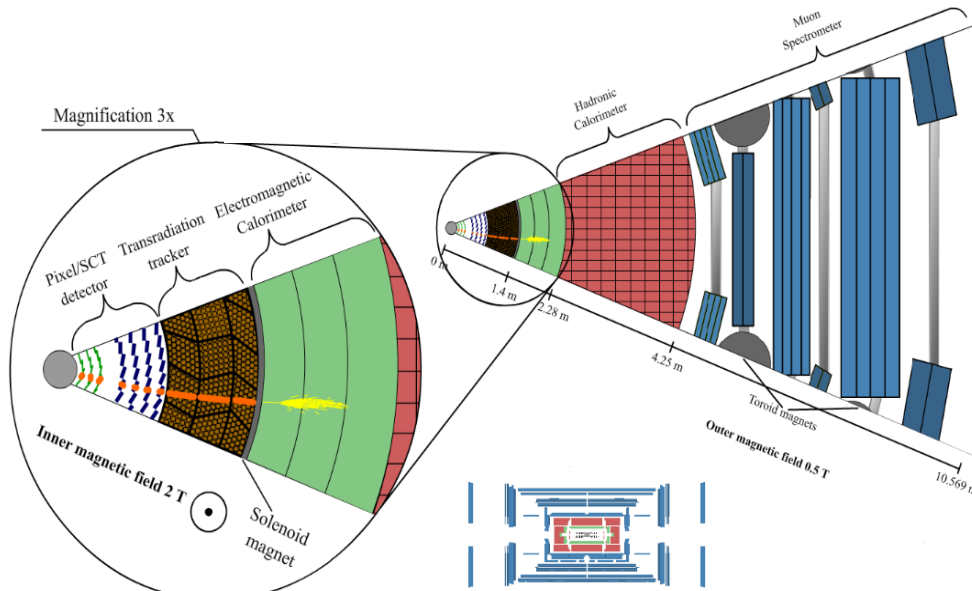 Muon
Spectrometer
Hadronic
Calorimeter
Magnification 3x
Electromagnetic
Calorimeter
Transradiation
tracker
Pixel/SCT
detector
0 m
1.4 m
2.28 m
4.25 m
10.569 m
Toroid magnets
Outer magnetic field 0.5 T
Inner magnetic field 2 T
Solenoid
magnet